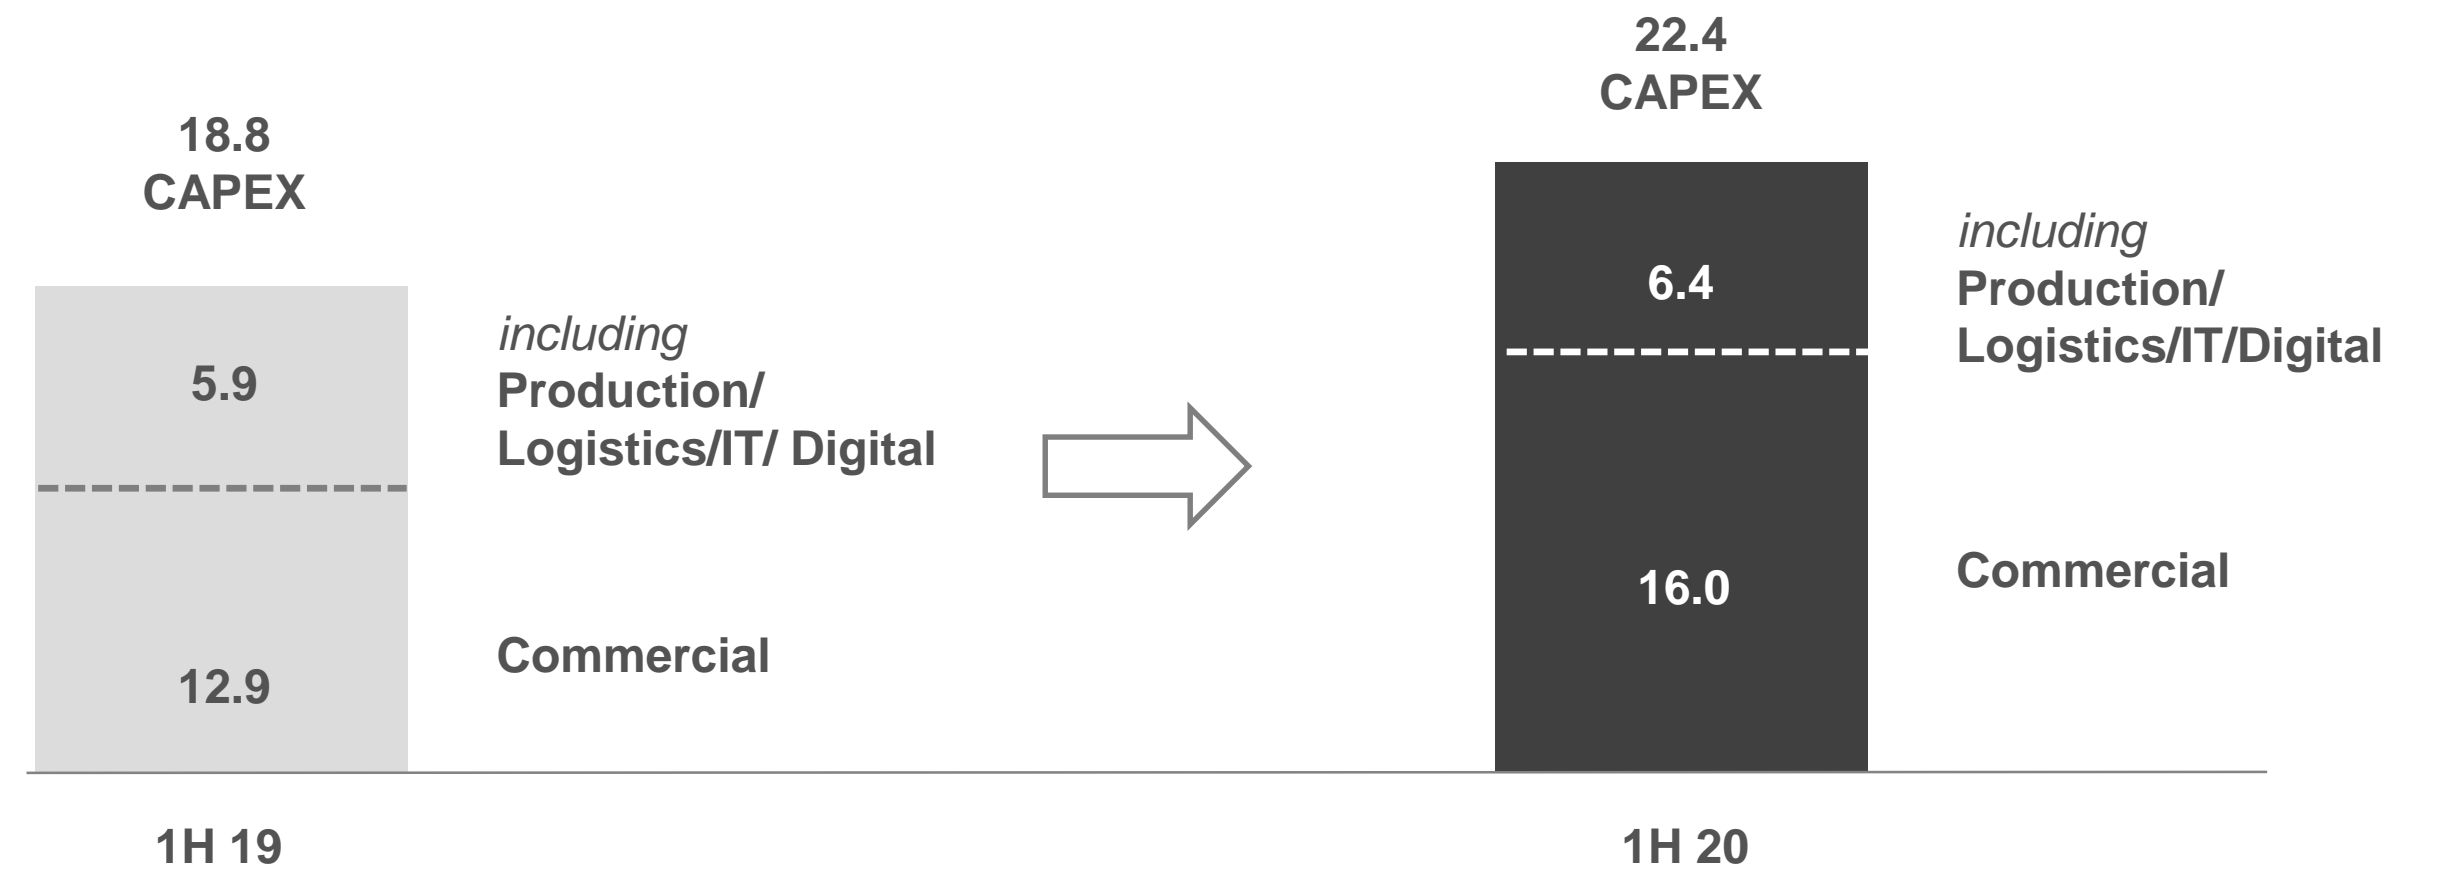 18.8
CAPEX
5.9
12.9
including
Production/
Logistics/IT/ Digital
Commercial
1H 19
22.4
CAPEX
6.4
16.0
including
Production/
Logistics/IT/Digital
Commercial
1H 20